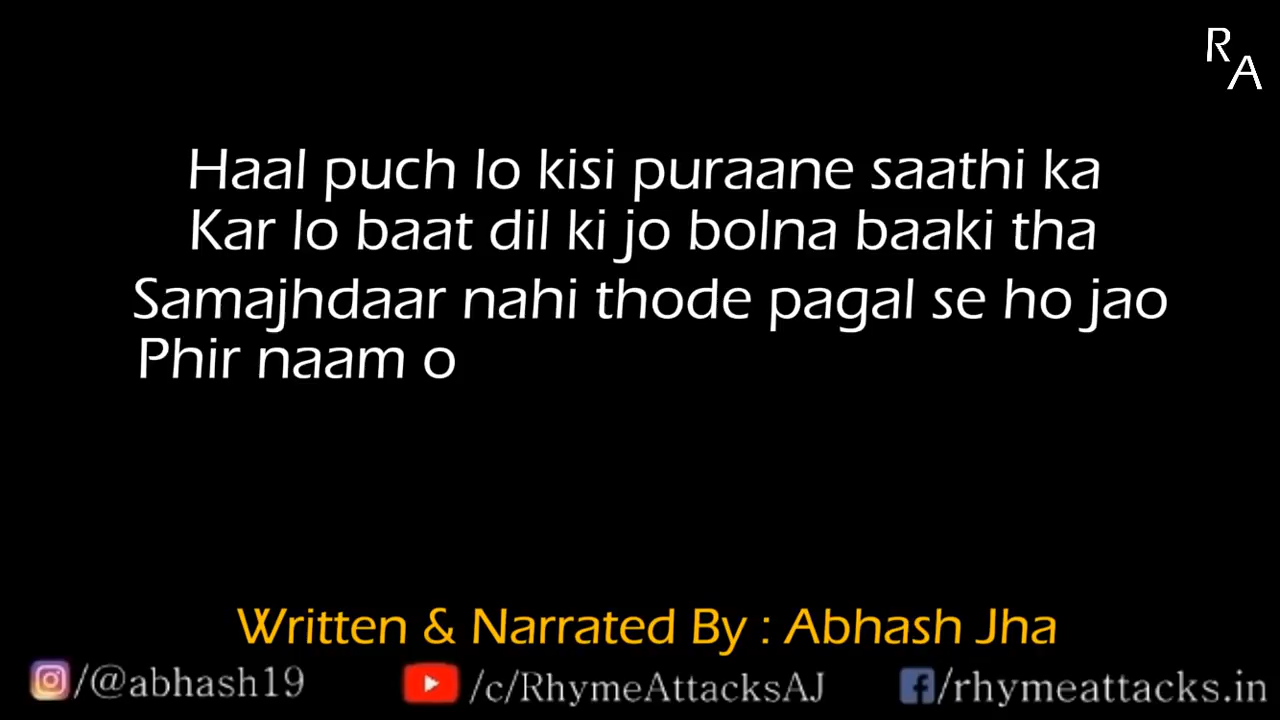 R
A
Haal puch lo kisi puraane saathi ka
Kar lo baat dil ki jo bolna baaki tha
Samajhdaar nahi thode pagal se ho jao
Phir naam o
Written & Narrated By : Abhash Jha
/@abhash19 /c/RhymeAttacksAJ /rhymeattacks.in